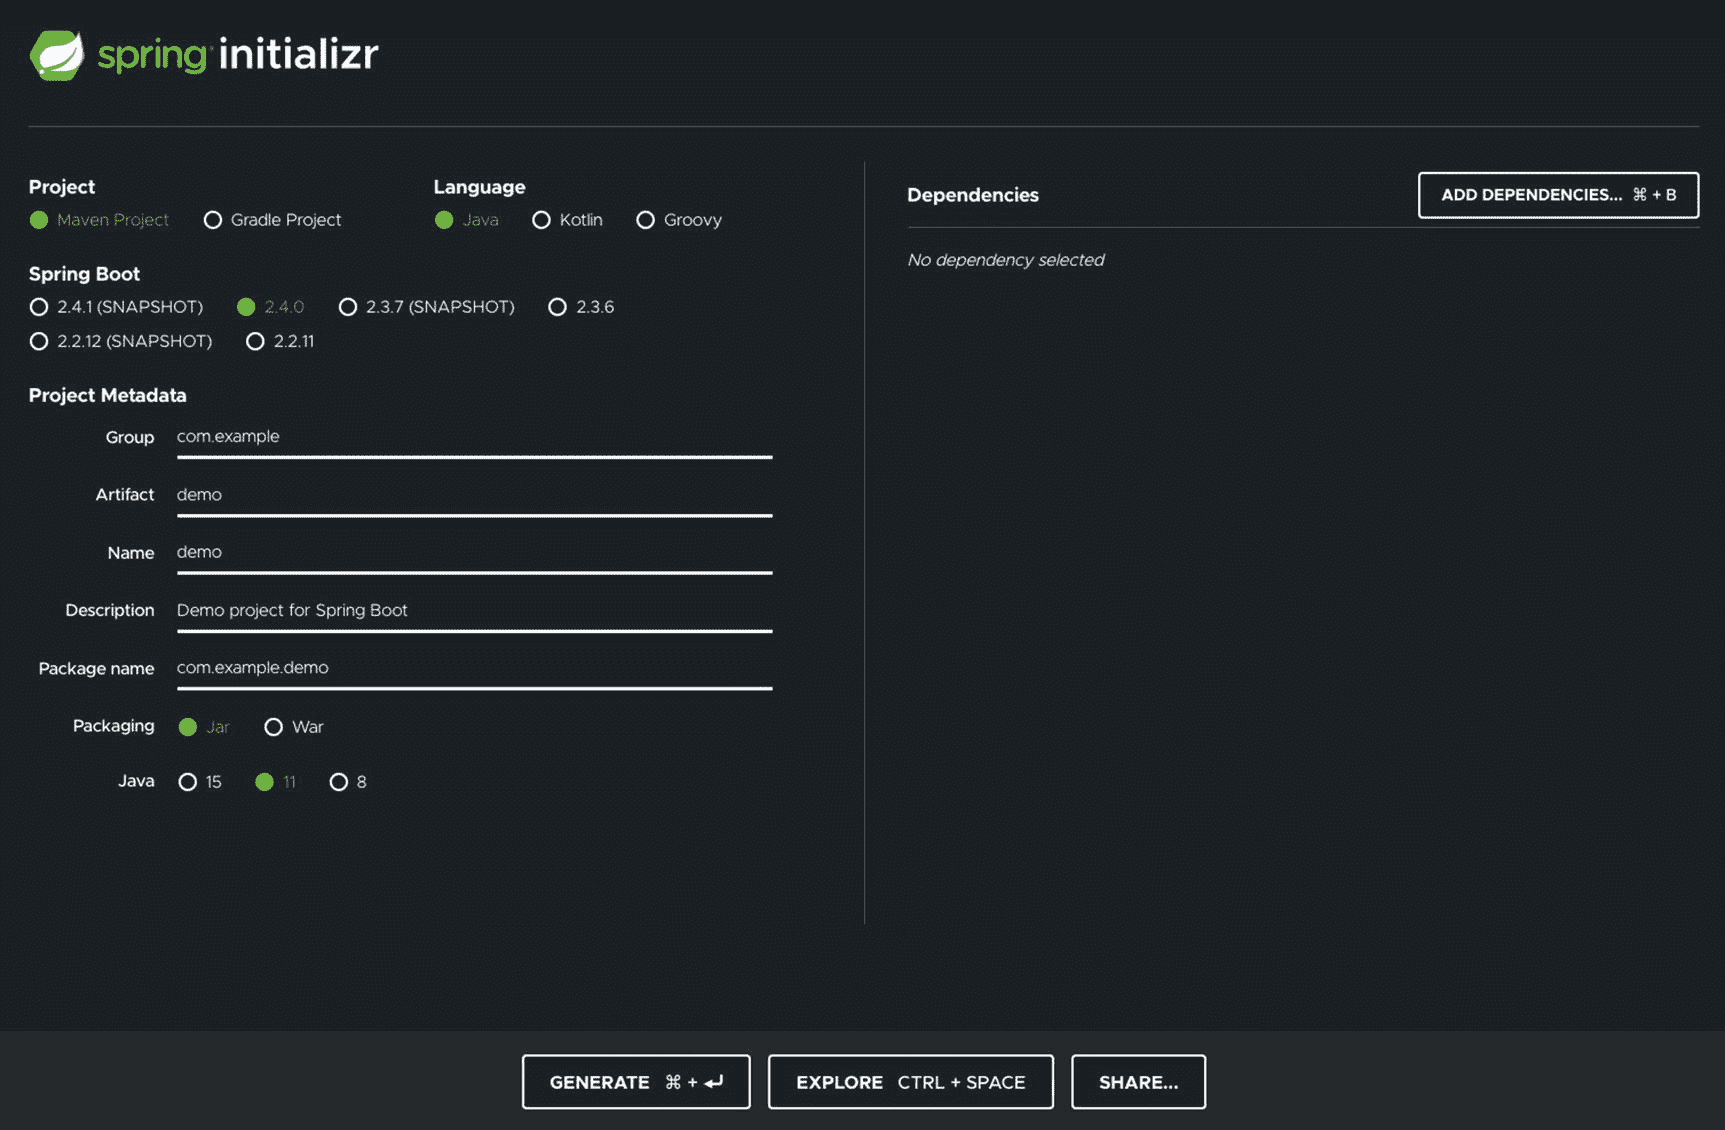 spring initializr
Project
Maven Project Gradle Project
Language
Java Kotlin Groovy
Spring Boot
2.4.1 (SNAPSHOT) 2.4.0 2.3.7 (SNAPSHOT) 2.3.6
2.2.12 (SNAPSHOT) 2.2.11
Project Metadata
Group com.example
Artifact demo
Name demo
Description Demo project for Spring Boot
Package name com.example.demo
Packaging Jar War
Java 15 11 8
Dependencies
ADD DEPENDENCIES... ⌘ + B
No dependency selected
GENERATE ⌘ + ↵
EXPLORE CTRL + SPACE
SHARE...